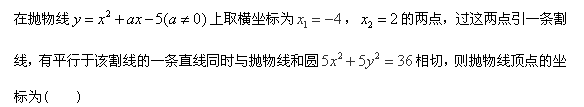 在抛物线 y = x² + ax − 5(a ≠ 0) 上取横坐标为 x₁ = −4， x₂ = 2 的两点，过这两点引一条割
线，有平行于该割线的一条直线同时与抛物线和圆 5x² + 5y² = 36 相切，则抛物线顶点的坐
标为( )